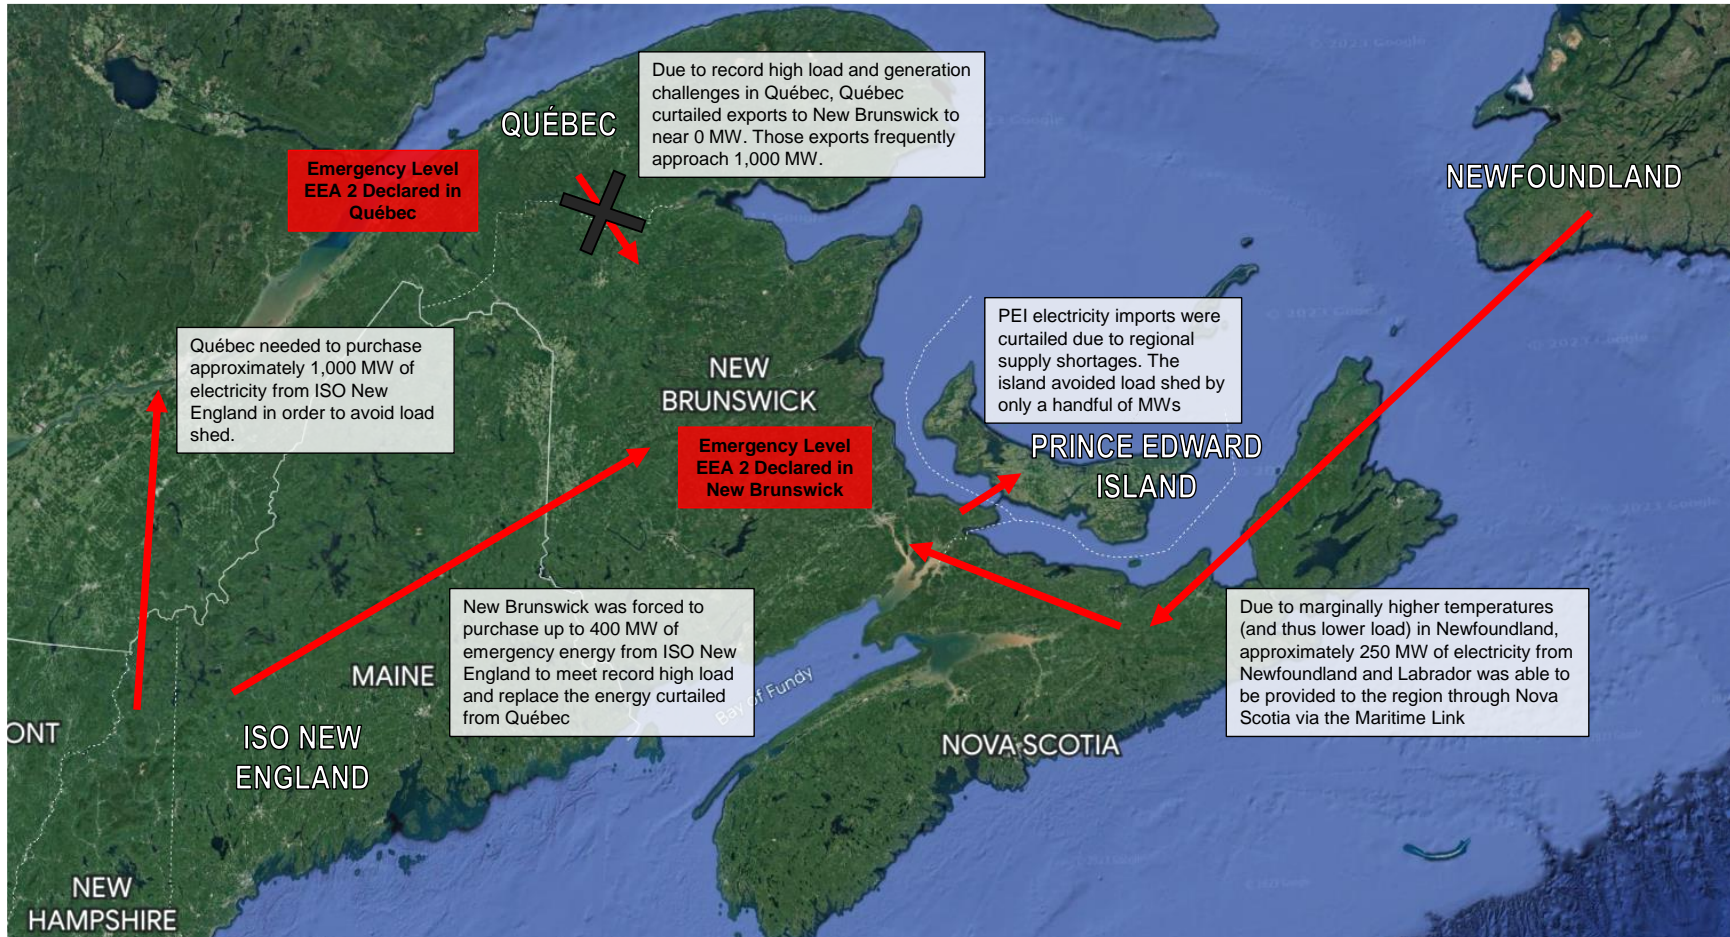 © 2023 Google
Due to record high load and generation
challenges in Québec, Québec
curtailed exports to New Brunswick to
near 0 MW. Those exports frequently
approach 1,000 MW.
QUÉBEC
Emergency Level
EEA 2 Declared in
Québec
NEWFOUNDLAND
PEI electricity imports were
curtailed due to regional
supply shortages. The
island avoided load shed by
only a handful of MWs
Québec needed to purchase
approximately 1,000 MW of
electricity from ISO New
England in order to avoid load
shed.
NEW
BRUNSWICK
Emergency Level
EEA 2 Declared in
New Brunswick
PRINCE EDWARD
ISLAND
New Brunswick was forced to
purchase up to 400 MW of
emergency energy from ISO New
England to meet record high load
and replace the energy curtailed
from Québec
Due to marginally higher temperatures
(and thus lower load) in Newfoundland,
approximately 250 MW of electricity from
Newfoundland and Labrador was able to
be provided to the region through Nova
Scotia via the Maritime Link
MAINE
Bay of Fundy
ONT
ISO NEW
ENGLAND
NOVA SCOTIA
NEW
HAMPSHIRE